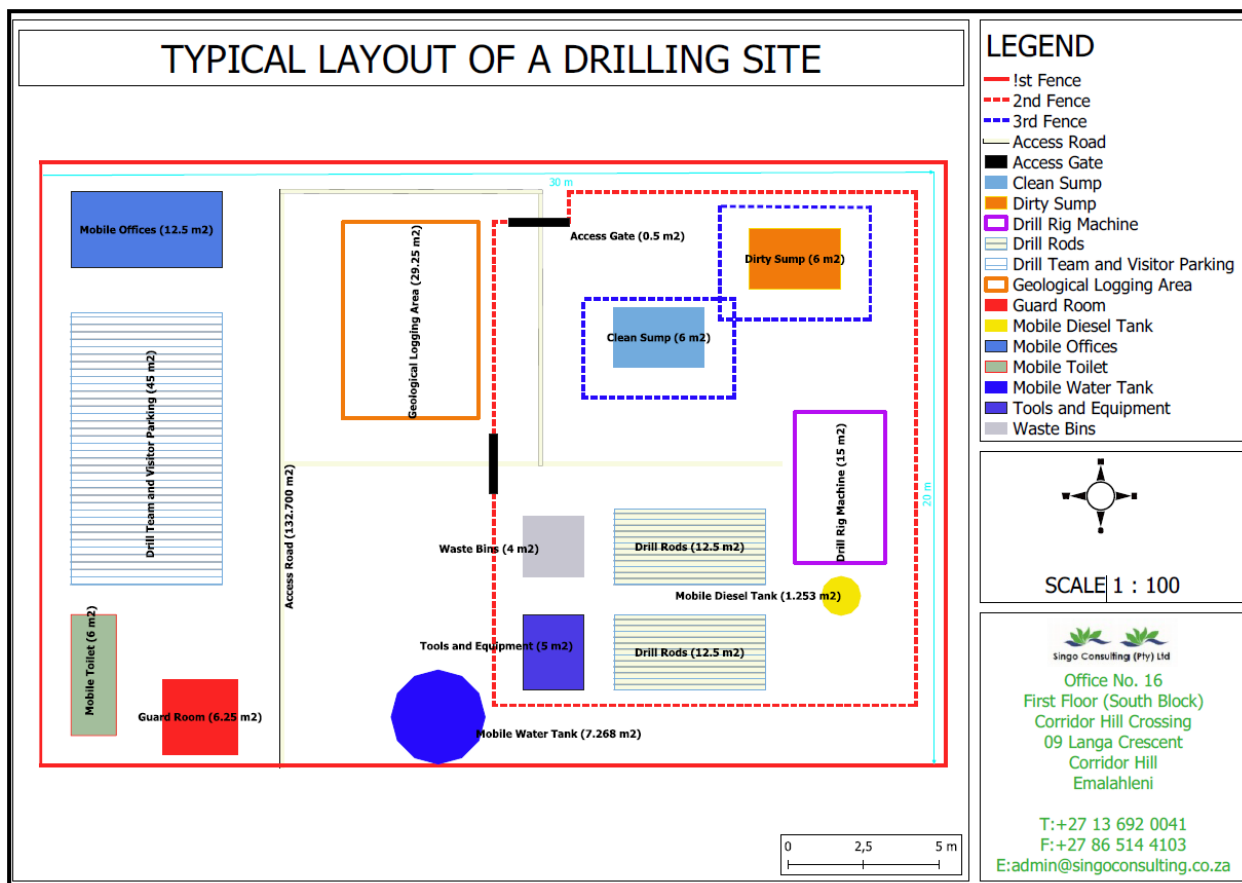 TYPICAL LAYOUT OF A DRILLING SITE
30 m
Mobile Offices (12.5 m2)
Geological Logging Area (29.25 m2)
Access Gate (0.5 m2)
Dirty Sump (6 m2)
Clean Sump (6 m2)
Drill Team and Visitor Parking (45 m2)
Access Road (132.700 m2)
Drill Rig Machine (15 m2)
20 m
Waste Bins (4 m2)
Drill Rods (12.5 m2)
Mobile Diesel Tank (1.253 m2)
Tools and Equipment (5 m2)
Drill Rods (12.5 m2)
Mobile Toilet (6 m2)
Guard Room (6.25 m2)
Mobile Water Tank (7.268 m2)
0 2,5 5 m
LEGEND
!st Fence
2nd Fence
3rd Fence
Access Road
Access Gate
Clean Sump
Dirty Sump
Drill Rig Machine
Drill Rods
Drill Team and Visitor Parking
Geological Logging Area
Guard Room
Mobile Diesel Tank
Mobile Offices
Mobile Toilet
Mobile Water Tank
Tools and Equipment
Waste Bins
SCALE 1 : 100
Singo Consulting (Pty) Ltd
Office No. 16
First Floor (South Block)
Corridor Hill Crossing
09 Langa Crescent
Corridor Hill
Emalahleni
T:+27 13 692 0041
F:+27 86 514 4103
E:admin@singoconsulting.co.za